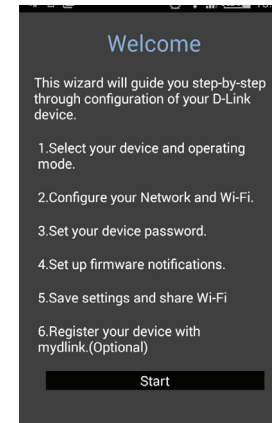 Welcome
This wizard will guide you step-by-step
through configuration of your D-Link
device.
1.Select your device and operating
mode.
2.Configure your Network and Wi-Fi.
3.Set your device password.
4.Set up firmware notifications.
5.Save settings and share Wi-Fi
6.Register your device with
mydlink.(Optional)
Start